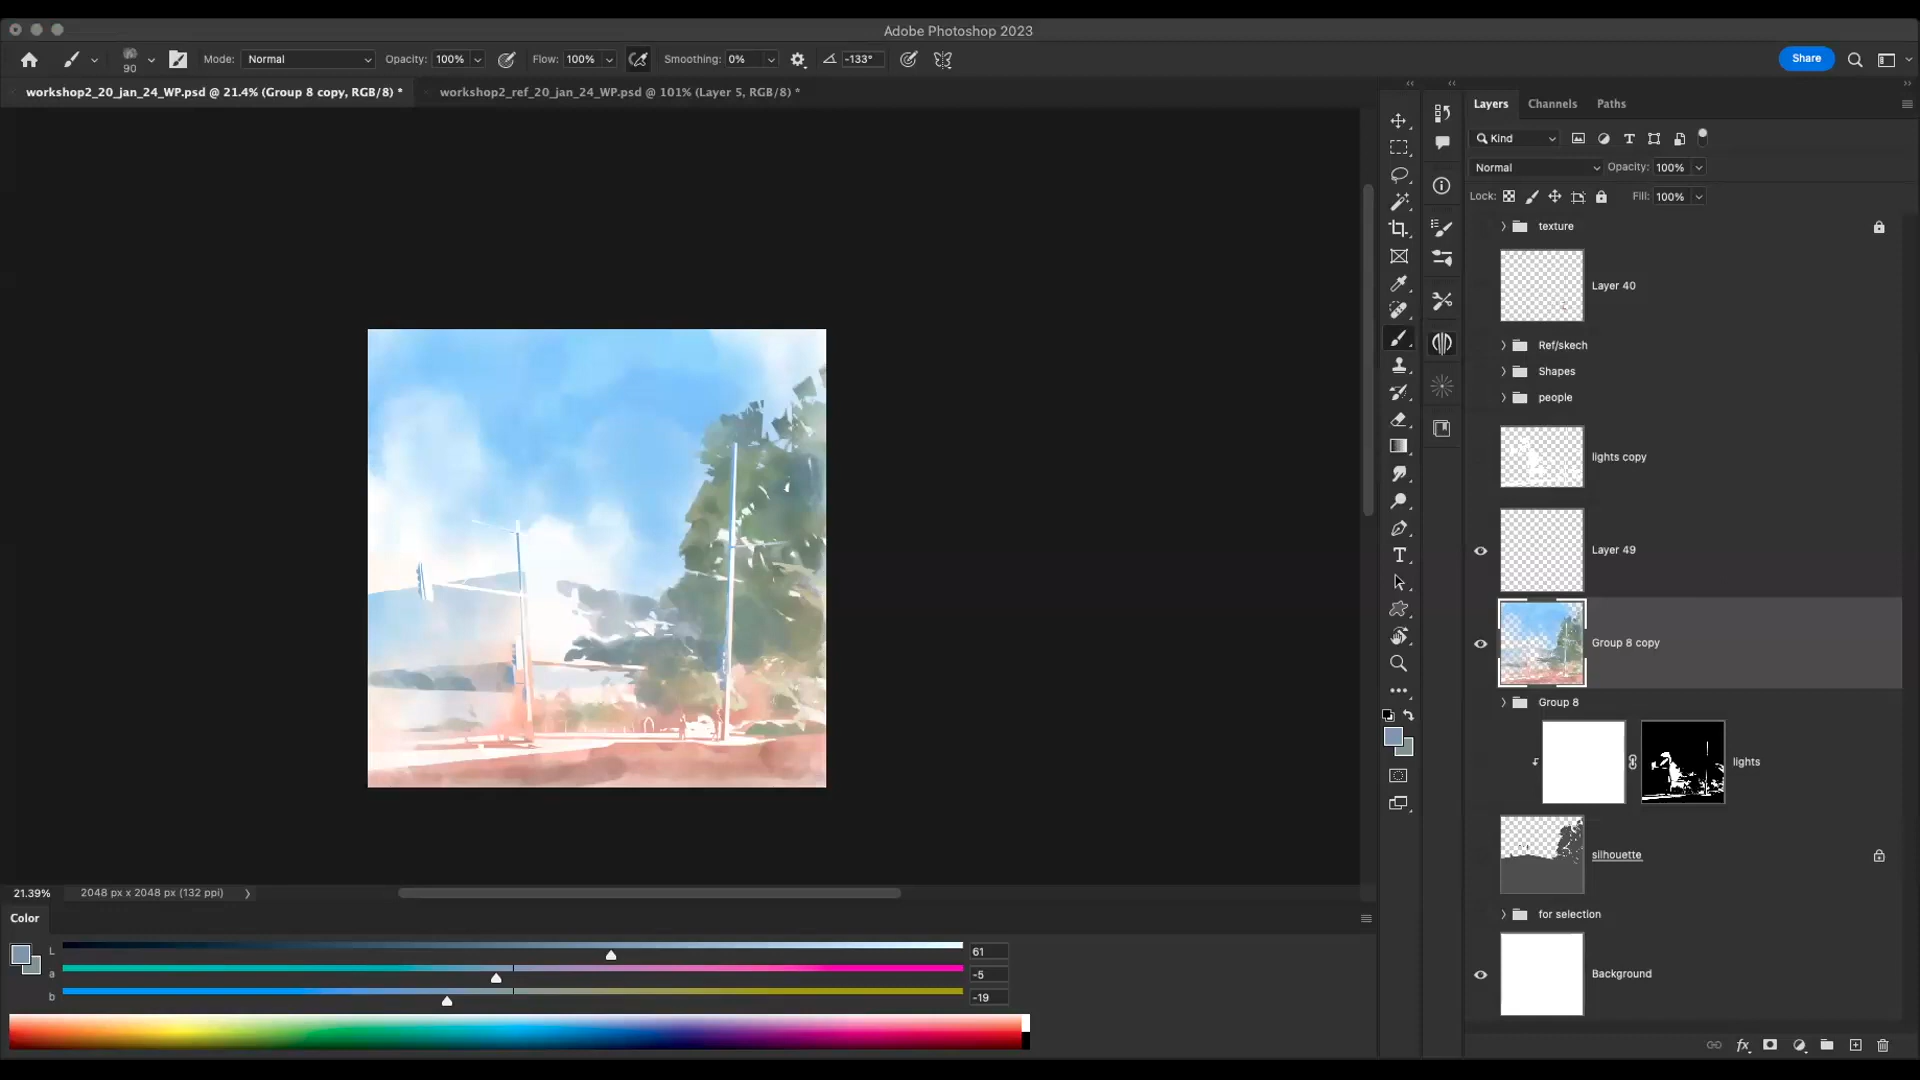 Adobe Photoshop 2023
90
Mode: Normal
Opacity: 100%
Flow: 100%
Smoothing: 0%
-133°
Share
workshop2_20_jan_24_WP.psd @ 21.4% (Group 8 copy, RGB/8) *
workshop2_ref_20_jan_24_WP.psd @ 101% (Layer 5, RGB/8) *
Layers
Channels
Paths
Kind
Normal
Opacity: 100%
Lock:
Fill: 100%
texture
Layer 40
Ref/skech
Shapes
people
lights copy
Layer 49
Group 8 copy
Group 8
lights
silhouette
for selection
Background
fx
21.39%
2048 px x 2048 px (132 ppi)
Color
L
61
a
-5
b
-19